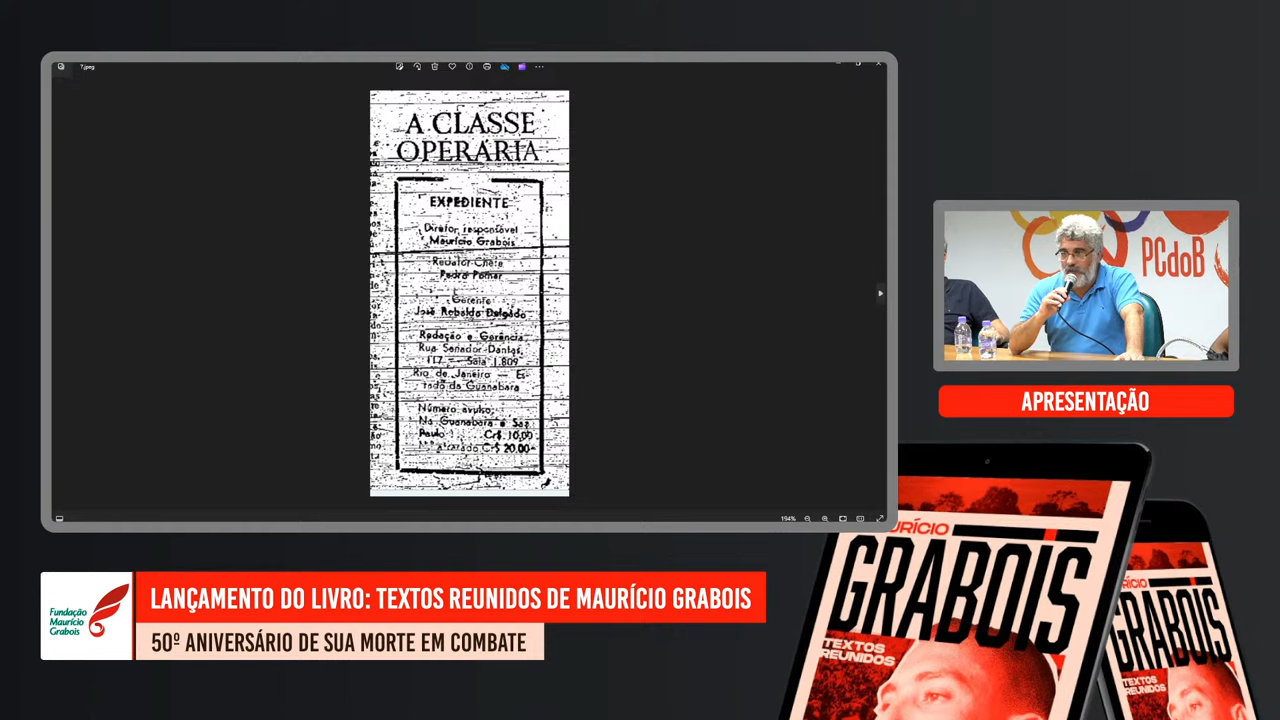 7.jpeg
A CLASSE
OPERÁRIA
EXPEDIENTE
Diretor responsável
Maurício Grabois
Redator Chefe
Pedro Pomar
Gerente
José Rebaldo Delgado
Redação e Gerência
Rua Senador Dantas,
117 — Sala 1.809
Rio de Janeiro — Es-
tado da Guanabara
Número avulso:
Na Guanabara e São
Paulo Cr$ 10,00
Cr$ 20,00
194%
PCdoB
APRESENTAÇÃO
Fundação
Maurício
Grabois
LANÇAMENTO DO LIVRO: TEXTOS REUNIDOS DE MAURÍCIO GRABOIS
50º ANIVERSÁRIO DE SUA MORTE EM COMBATE
GRABOIS
TEXTOS
REUNIDOS
GRABOIS
TEXTOS
REUNIDOS